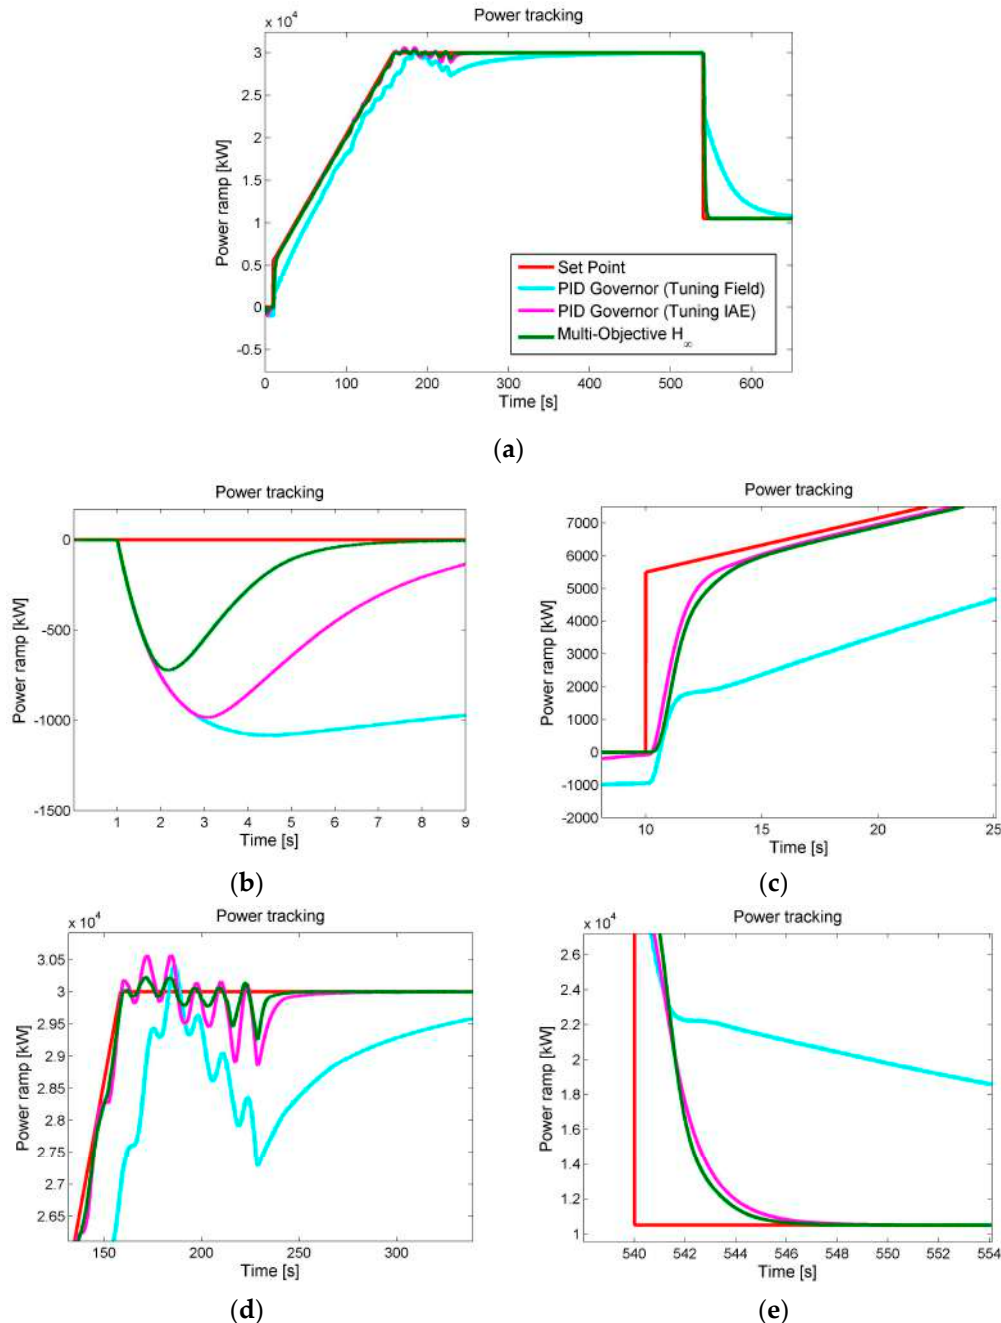 Power tracking
x 10⁴
3
2.5
2
1.5
1
0.5
0
-0.5
Power ramp [kW]
Set Point
PID Governor (Tuning Field)
PID Governor (Tuning IAE)
Multi-Objective H∞
0 100 200 300 400 500 600
Time [s]
(a)
Power tracking
0
-500
-1000
-1500
Power ramp [kW]
1 2 3 4 5 6 7 8 9
Time [s]
(b)
Power tracking
7000
6000
5000
4000
3000
2000
1000
0
-1000
-2000
Power ramp [kW]
10 15 20 25
Time [s]
(c)
Power tracking
x 10⁴
3.05
3
2.95
2.9
2.85
2.8
2.75
2.7
2.65
Power ramp [kW]
150 200 250 300
Time [s]
(d)
Power tracking
x 10⁴
2.6
2.4
2.2
2
1.8
1.6
1.4
1.2
1
Power ramp [kW]
540 542 544 546 548 550 552 554
Time [s]
(e)